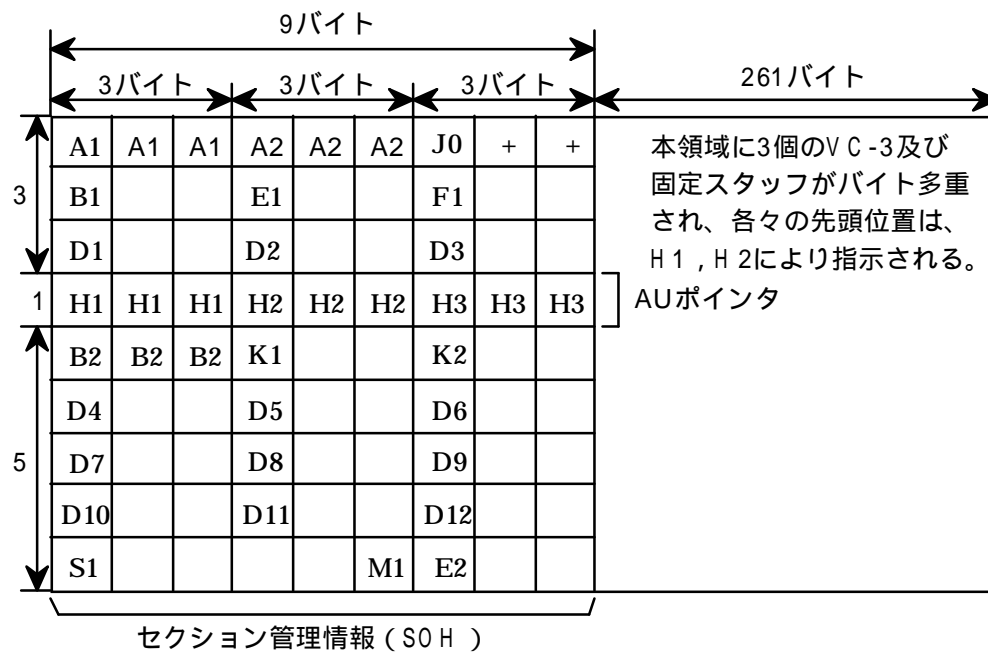 9バイト
3バイト 3バイト 3バイト 261バイト
A1 A1 A1 A2 A2 A2 J0 + +
B1 E1 F1
D1 D2 D3
3
H1 H1 H1 H2 H2 H2 H3 H3 H3
1
B2 B2 B2 K1 K2
D4 D5 D6
D7 D8 D9
D10 D11 D12
S1 M1 E2
5
本領域に3個のVC-3及び
固定スタッフがバイト多重
され、各々の先頭位置は、
H1,H2により指示される。
AUポインタ
セクション管理情報(SOH)